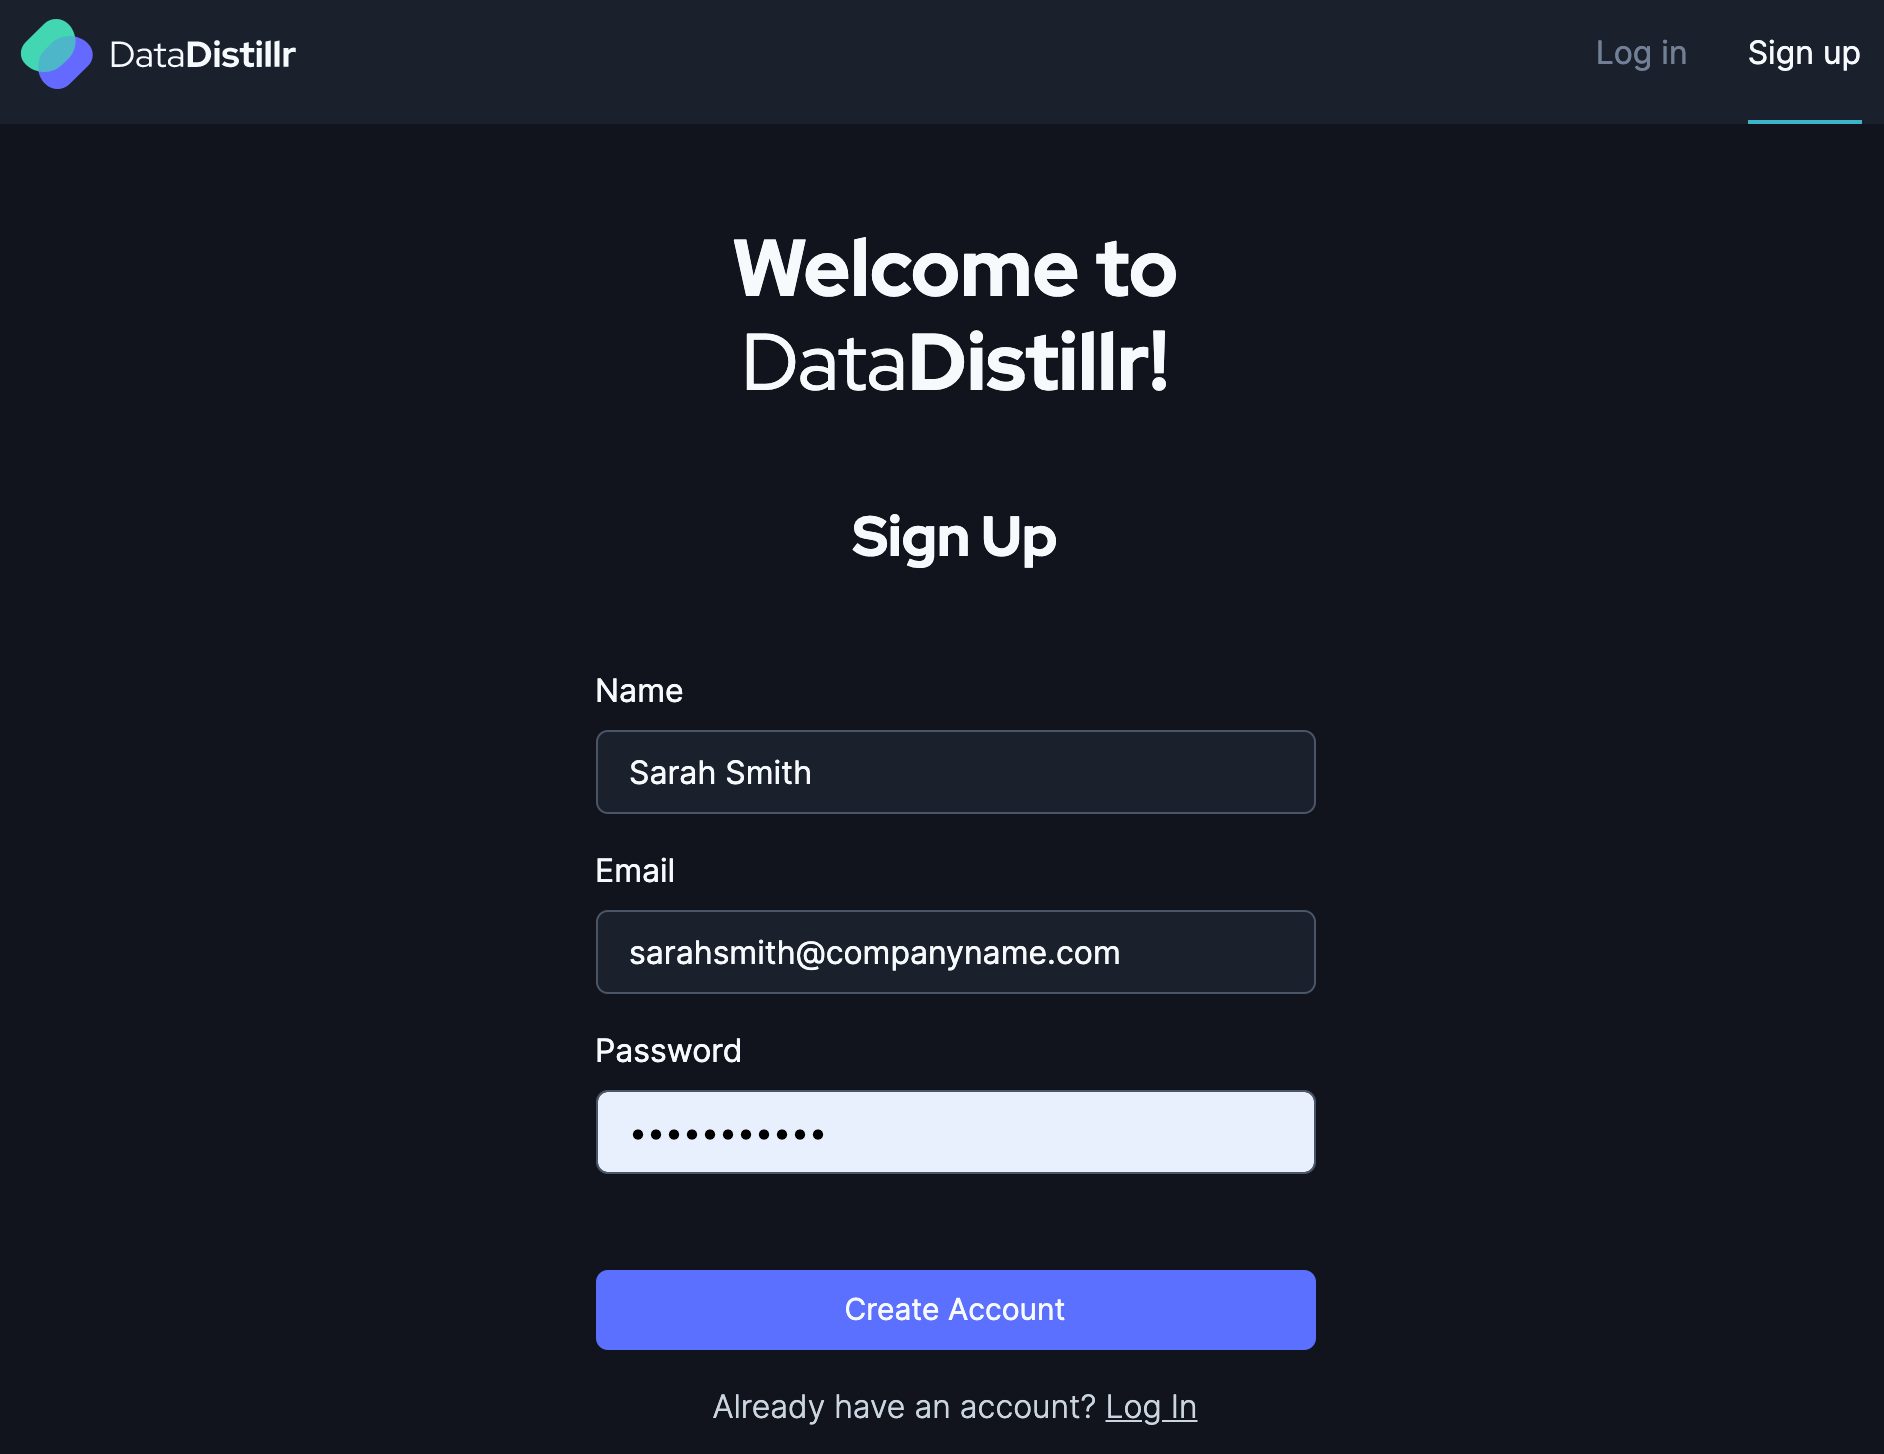 DataDistillr
Log in
Sign up
Welcome to
DataDistillr!
Sign Up
Name
Sarah Smith
Email
sarahsmith@companyname.com
Password
•••••••••••
Create Account
Already have an account? Log In